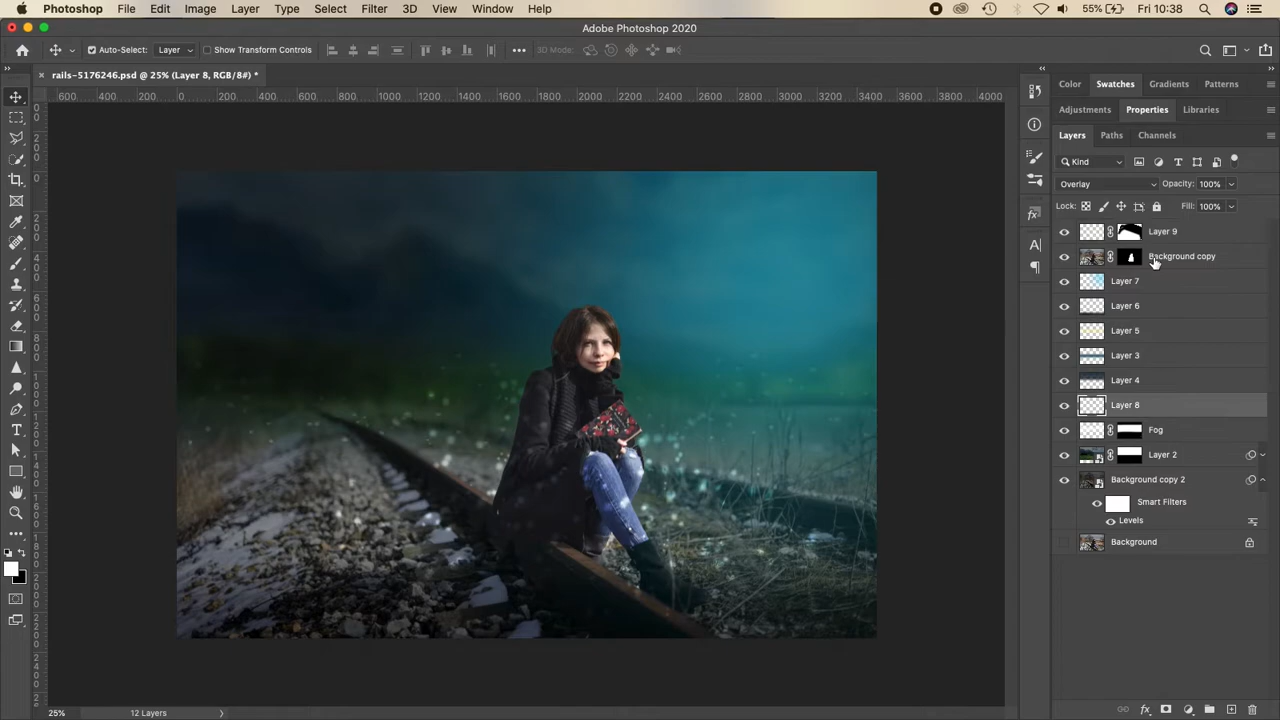 Photoshop File Edit Image Layer Type Select Filter 3D View Window Help 55% Fri 10:38
Adobe Photoshop 2020
Auto-Select: Layer Show Transform Controls 3D Mode:
rails-5176246.psd @ 25% (Layer 8, RGB/8#) *
600 400 200 0 200 400 600 800 1000 1200 1400 1600 1800 2000 2200 2400 2600 2800 3000 3200 3400 3600 3800 4000
Color Swatches Gradients Patterns
Adjustments Properties Libraries
Layers Paths Channels
Kind
Overlay Opacity: 100%
Lock: Fill: 100%
Layer 9
Background copy
Layer 7
Layer 6
Layer 5
Layer 3
Layer 4
Layer 8
Fog
Layer 2
Background copy 2
Smart Filters
Levels
Background
25% 12 Layers